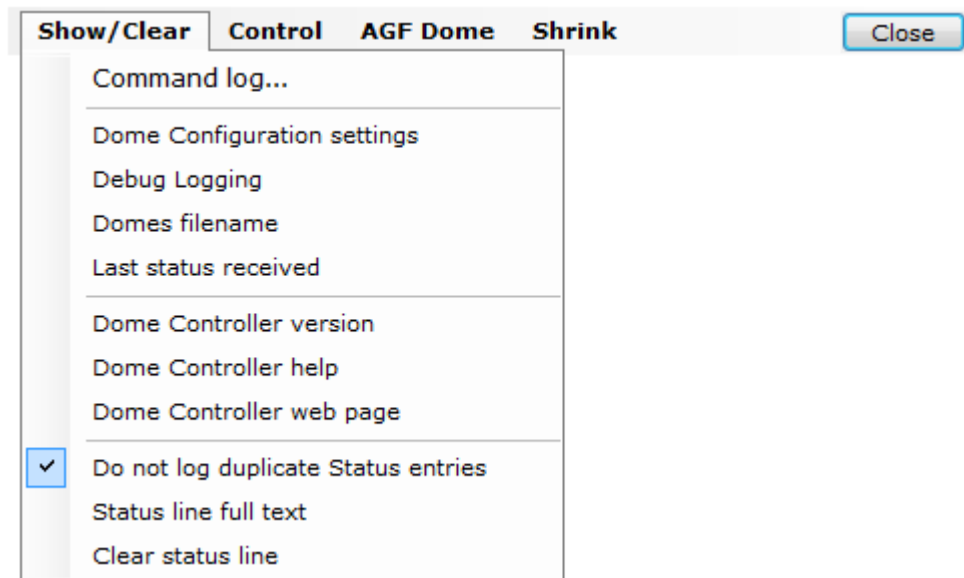 Show/Clear Control AGF Dome Shrink Close
Command log...
Dome Configuration settings
Debug Logging
Domes filename
Last status received
Dome Controller version
Dome Controller help
Dome Controller web page
Do not log duplicate Status entries
Status line full text
Clear status line